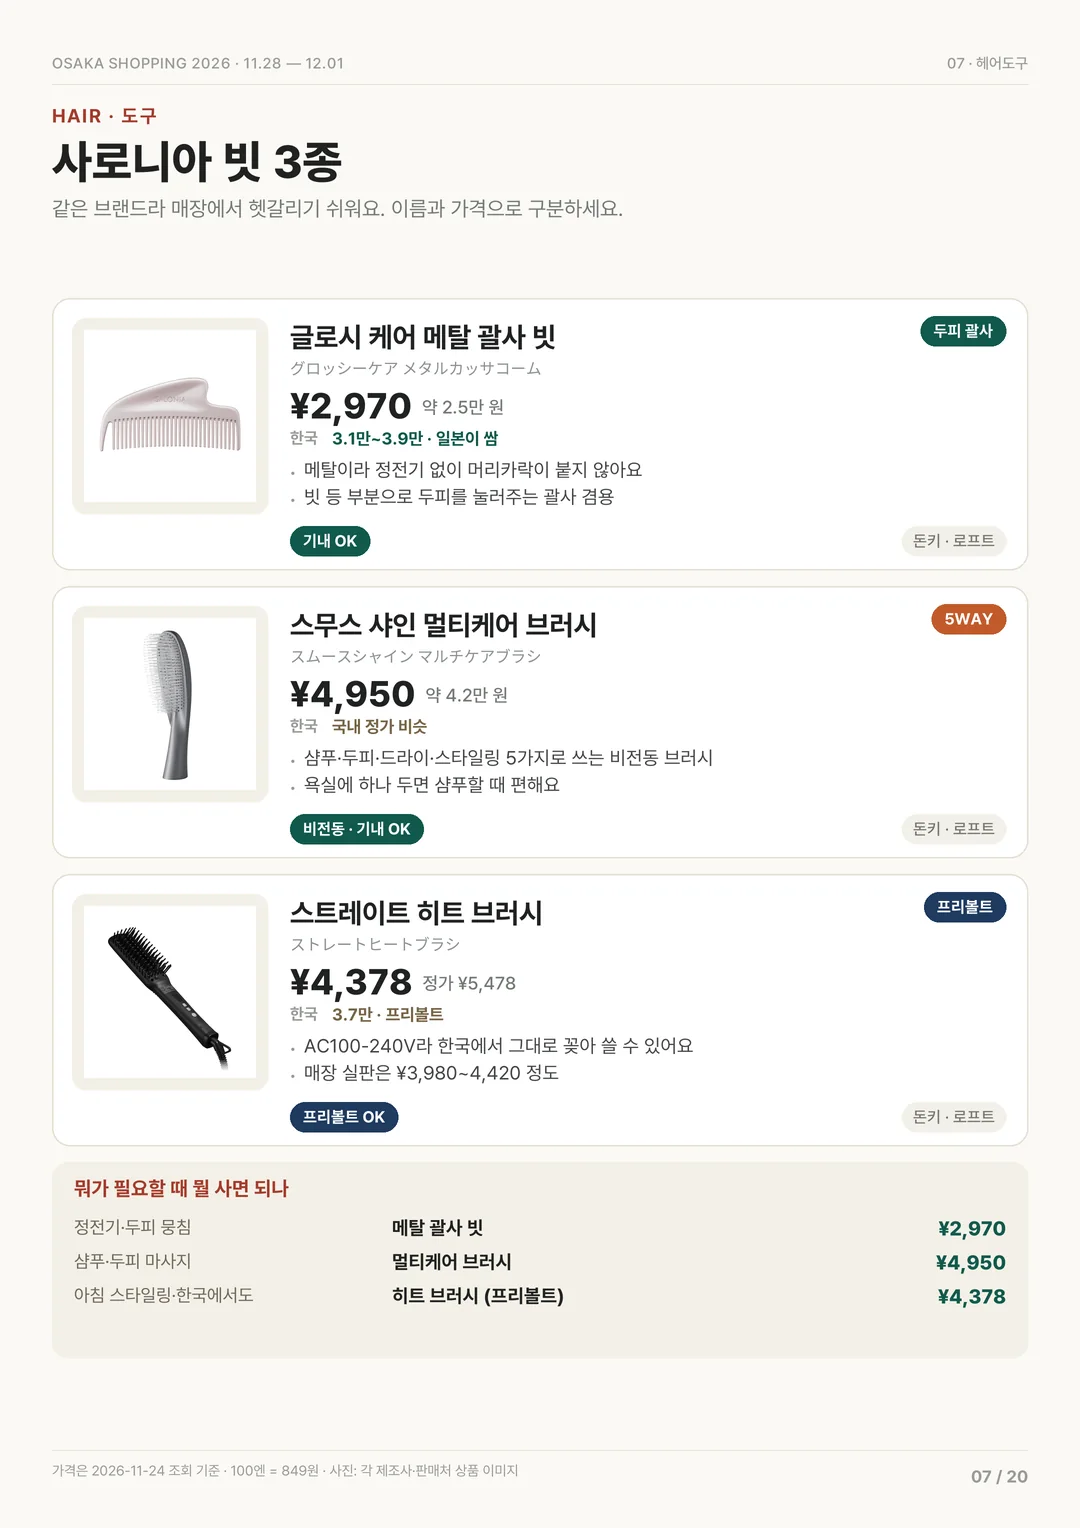 OSAKA SHOPPING 2026 · 11.28 — 12.01
07 · 헤어도구
HAIR · 도구
사로니아 빗 3종
같은 브랜드라 매장에서 헷갈리기 쉬워요. 이름과 가격으로 구분하세요.
글로시 케어 메탈 괄사 빗
두피 괄사
グロッシーケア メタルカッサコーム
¥2,970 약 2.5만 원
한국 3.1만~3.9만 · 일본이 쌈
· 메탈이라 정전기 없이 머리카락이 붙지 않아요
· 빗 등 부분으로 두피를 눌러주는 괄사 겸용
기내 OK
돈키 · 로프트
스무스 샤인 멀티케어 브러시
5WAY
スムースシャイン マルチケアブラシ
¥4,950 약 4.2만 원
한국 국내 정가 비슷
· 샴푸·두피·드라이·스타일링 5가지로 쓰는 비전동 브러시
· 욕실에 하나 두면 샴푸할 때 편해요
비전동 · 기내 OK
돈키 · 로프트
스트레이트 히트 브러시
프리볼트
ストレートヒートブラシ
¥4,378 정가 ¥5,478
한국 3.7만 · 프리볼트
· AC100-240V라 한국에서 그대로 꽂아 쓸 수 있어요
· 매장 실판은 ¥3,980~4,420 정도
프리볼트 OK
돈키 · 로프트
뭐가 필요할 때 뭘 사면 되나
정전기·두피 뭉침 메탈 괄사 빗 ¥2,970
샴푸·두피 마사지 멀티케어 브러시 ¥4,950
아침 스타일링·한국에서도 히트 브러시 (프리볼트) ¥4,378
가격은 2026-11-24 조회 기준 · 100엔 = 849원 · 사진: 각 제조사·판매처 상품 이미지
07 / 20